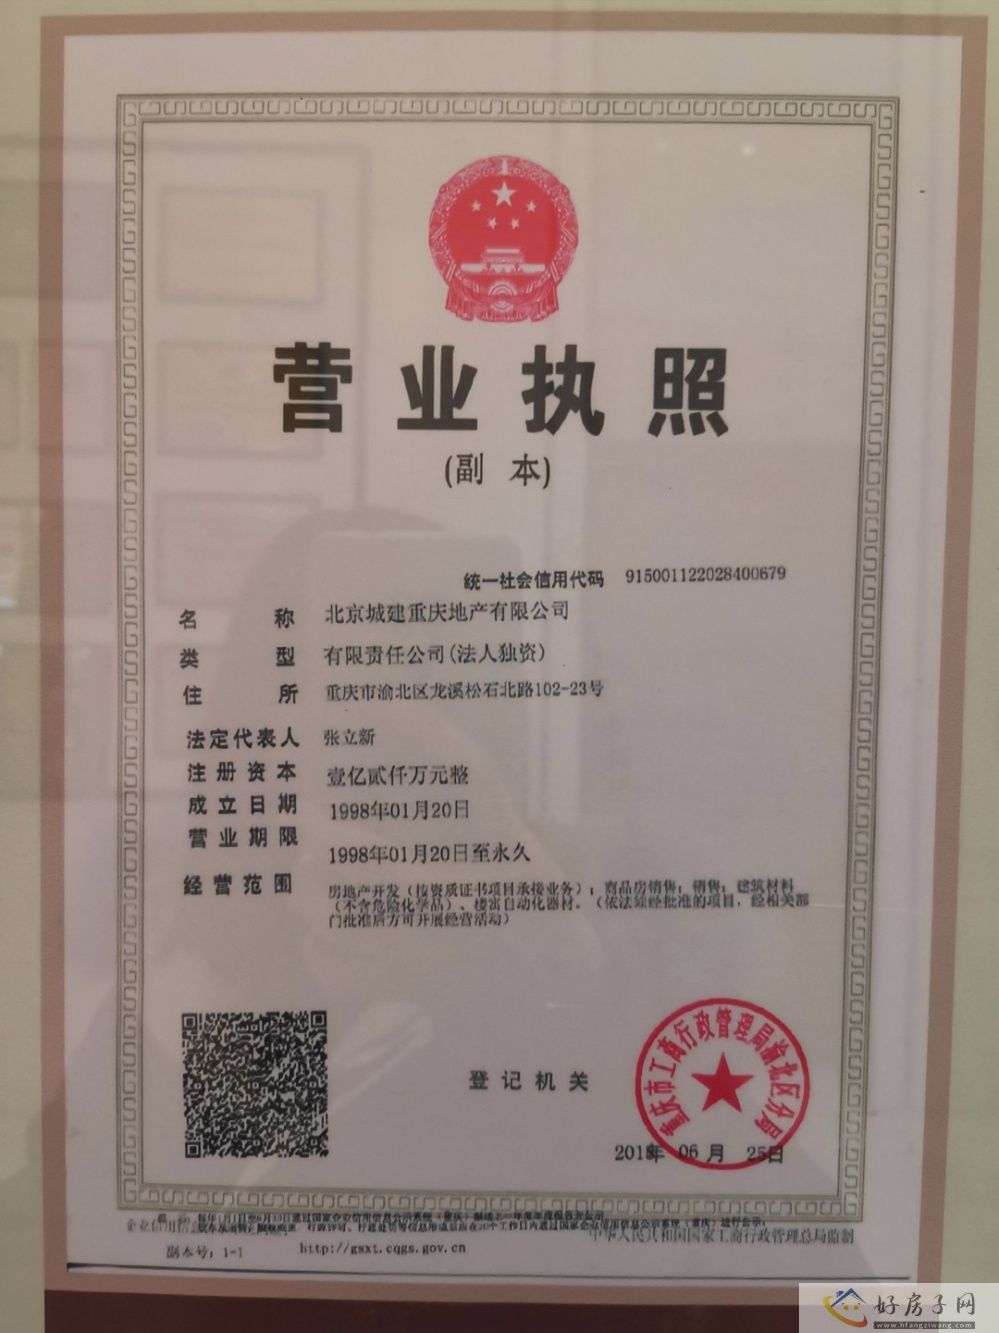 营业执照
(副 本)
统一社会信用代码 915001122028400679
名 称 北京城建重庆地产有限公司
类 型 有限责任公司(法人独资)
住 所 重庆市渝北区龙溪松石北路102-23号
法定代表人 张立新
注册资本 壹亿贰仟万元整
成立日期 1998年01月20日
营业期限 1998年01月20日至永久
经营范围 房地产开发(按资质证书项目承接业务);商品房销售;销售:建筑材料
(不含危险化学品)、楼寓自动化器材。(依法须经批准的项目,经相关部
门批准后方可开展经营活动)
重庆市工商行政管理局渝北区分局
登记机关
2018年 06月 25日
中华人民共和国国家工商行政管理总局监制
副本号: 1-1 http://gsxt.cqgs.gov.cn
好房子网
www.hfangziwang.com